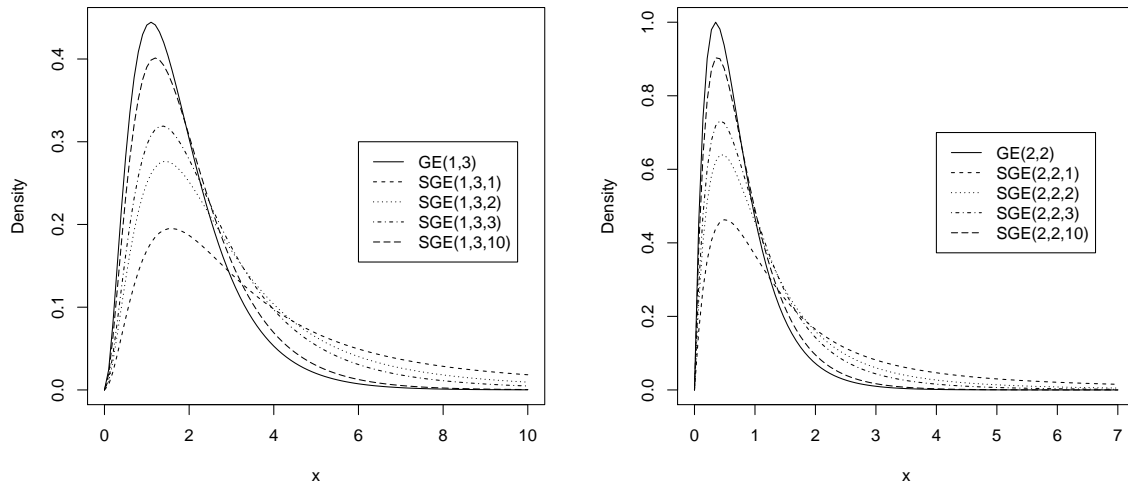 Density
0.0 0.1 0.2 0.3 0.4
GE(1,3)
SGE(1,3,1)
SGE(1,3,2)
SGE(1,3,3)
SGE(1,3,10)
0 2 4 6 8 10
x
Density
0.0 0.2 0.4 0.6 0.8 1.0
GE(2,2)
SGE(2,2,1)
SGE(2,2,2)
SGE(2,2,3)
SGE(2,2,10)
0 1 2 3 4 5 6 7
x